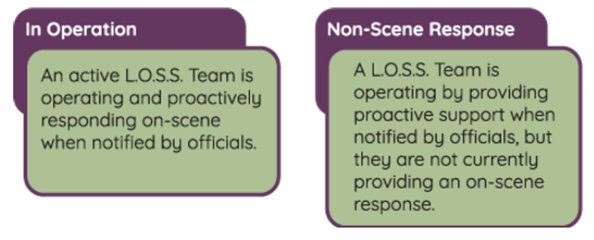 In Operation
An active L.O.S.S. Team is
operating and proactively
responding on-scene
when notified by officials.
Non-Scene Response
A L.O.S.S. Team is
operating by providing
proactive support when
notified by officials, but
they are not currently
providing an on-scene
response.